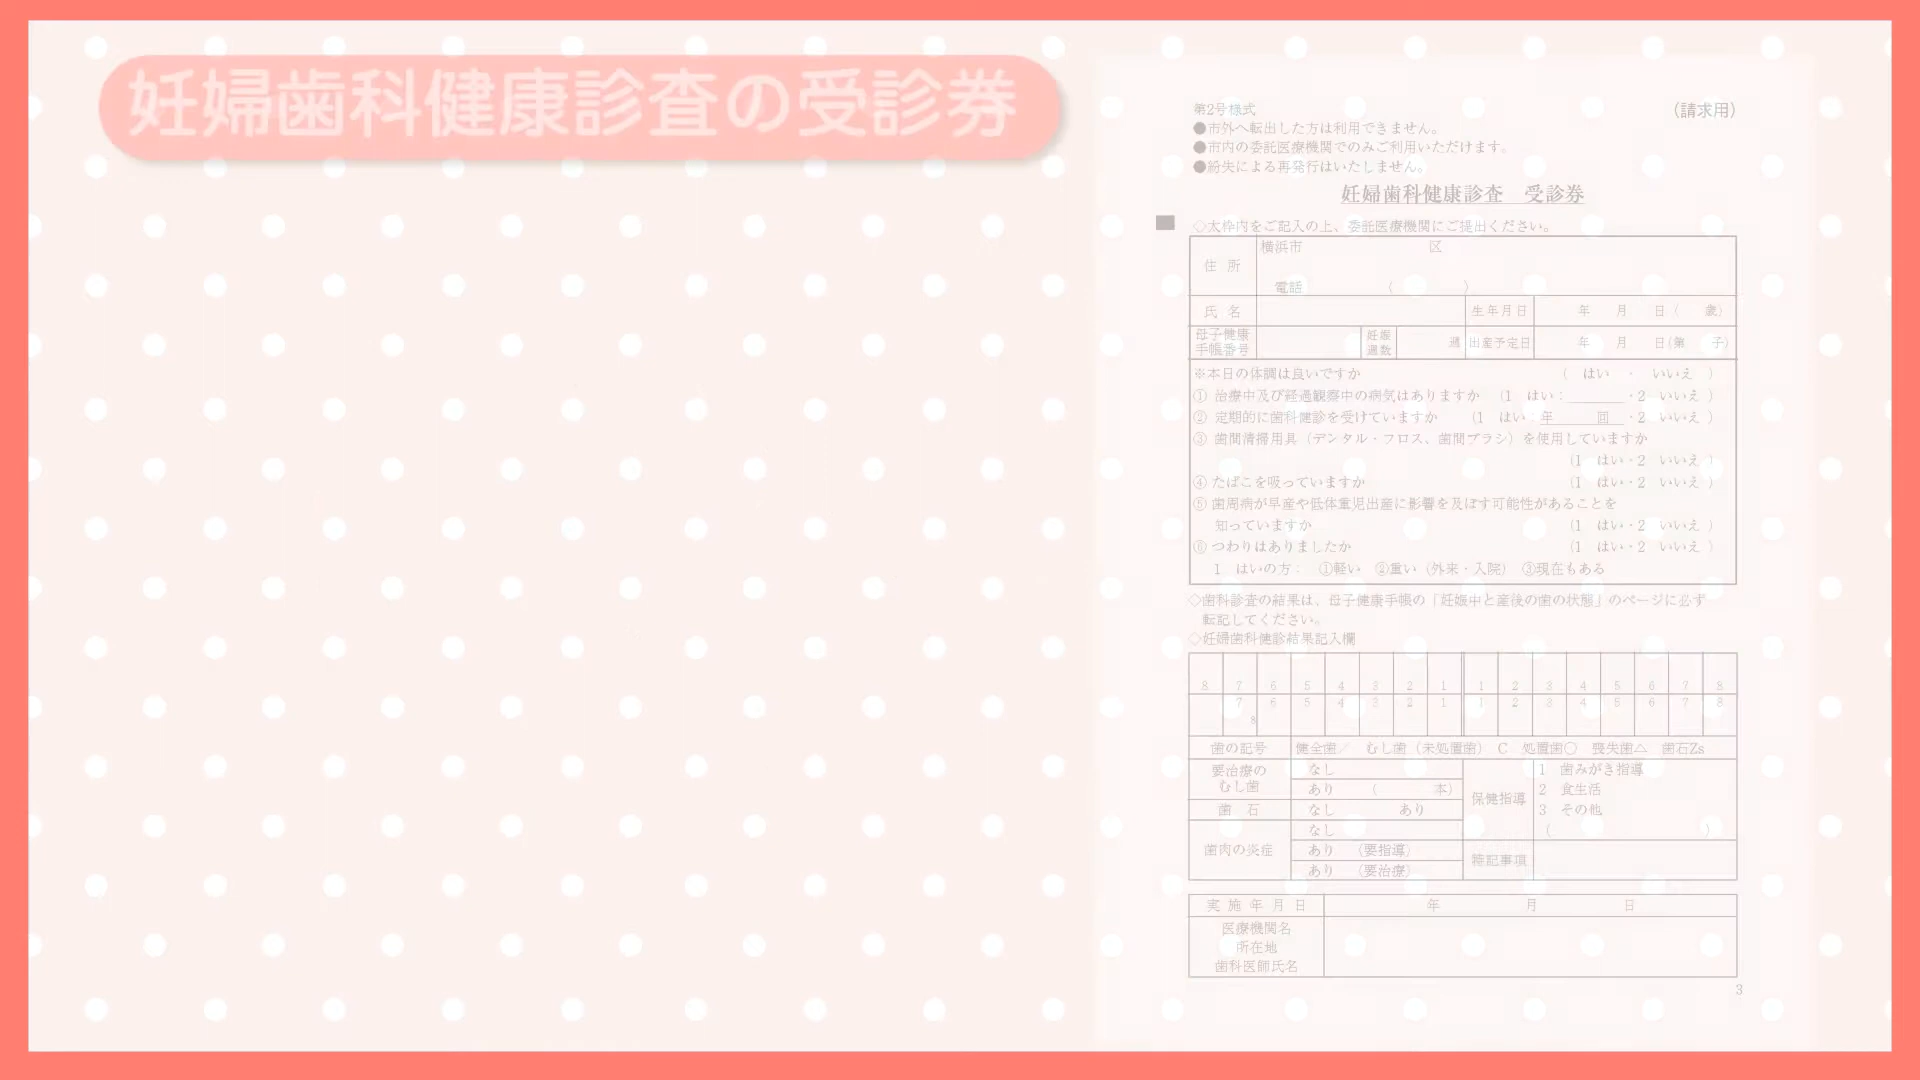 妊婦歯科健康診査の受診券
第2号様式
(請求用)
●市外へ転出した方は利用できません。
●市内の委託医療機関でのみご利用いただけます。
●紛失による再発行はいたしません。
妊婦歯科健康診査 受診券
◇太枠内をご記入の上、委託医療機関にご提出ください。
住 所 横浜市 区
電話 ( )
氏 名 生年月日 年 月 日( 歳)
母子健康手帳番号 妊娠週数 週 出産予定日 年 月 日(第 子)
※本日の体調は良いですか ( はい ・ いいえ )
① 治療中及び経過観察中の病気はありますか (1 はい: ・2 いいえ )
② 定期的に歯科健診を受けていますか (1 はい:年 回 ・2 いいえ )
③ 歯間清掃用具(デンタル・フロス、歯間ブラシ)を使用していますか
(1 はい・2 いいえ )
④ たばこを吸っていますか (1 はい・2 いいえ )
⑤ 歯周病が早産や低体重児出産に影響を及ぼす可能性があることを
知っていますか (1 はい・2 いいえ )
⑥ つわりはありましたか (1 はい・2 いいえ )
1 はいの方: ①軽い ②重い(外来・入院) ③現在もある
◇歯科診査の結果は、母子健康手帳の「妊娠中と産後の歯の状態」のページに必ず
転記してください。
◇妊婦歯科健診結果記入欄
8 7 6 5 4 3 2 1 1 2 3 4 5 6 7 8
7 6 5 4 3 2 1 1 2 3 4 5 6 7 8
8
歯の記号 健全歯／ むし歯(未処置歯) C 処置歯○ 喪失歯△ 歯石Zs
要治療のむし歯 なし
あり ( 本)
歯 石 なし あり
歯肉の炎症 なし
あり (要指導)
あり (要治療)
保健指導 1 歯みがき指導
2 食生活
3 その他
( )
特記事項
実 施 年 月 日 年 月 日
医療機関名
所在地
歯科医師氏名
3